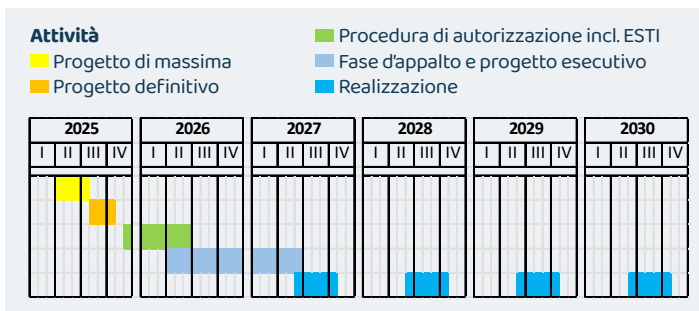 Attività
Progetto di massima
Progetto definitivo
Procedura di autorizzazione incl. ESTI
Fase d'appalto e progetto esecutivo
Realizzazione
2025 2026 2027 2028 2029 2030
I II III IV I II III IV I II III IV I II III IV I II III IV I II III IV